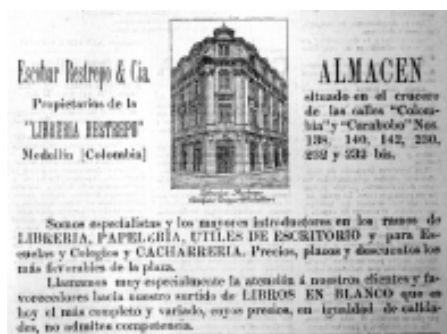 Escobar Restrepo & Cia.
Propietarios de la
"LIBRERIA RESTREPO"
Medellin [Colombia]
ALMACEN
situado en el crucero
de las calles "Colom-
bia" y "Carabobo" Nos.
138, 140, 142, 230,
232 y 232 bis.
Somos especialistas y los mayores introductores en los ramos de
LIBRERIA, PAPELERIA, UTILES DE ESCRITORIO y para Es-
cuelas y Colegios y CACHARRERIA. Precios, plazos y descuentos los
más favorables de la plaza.
Llamamos muy especialmente la atención á nuestros clientes y fa-
vorecedores hacia nuestro surtido de LIBROS EN BLANCO que es
hoy el más completo y variado, cuyos precios, en igualdad de calida-
des, no admiten competencia.